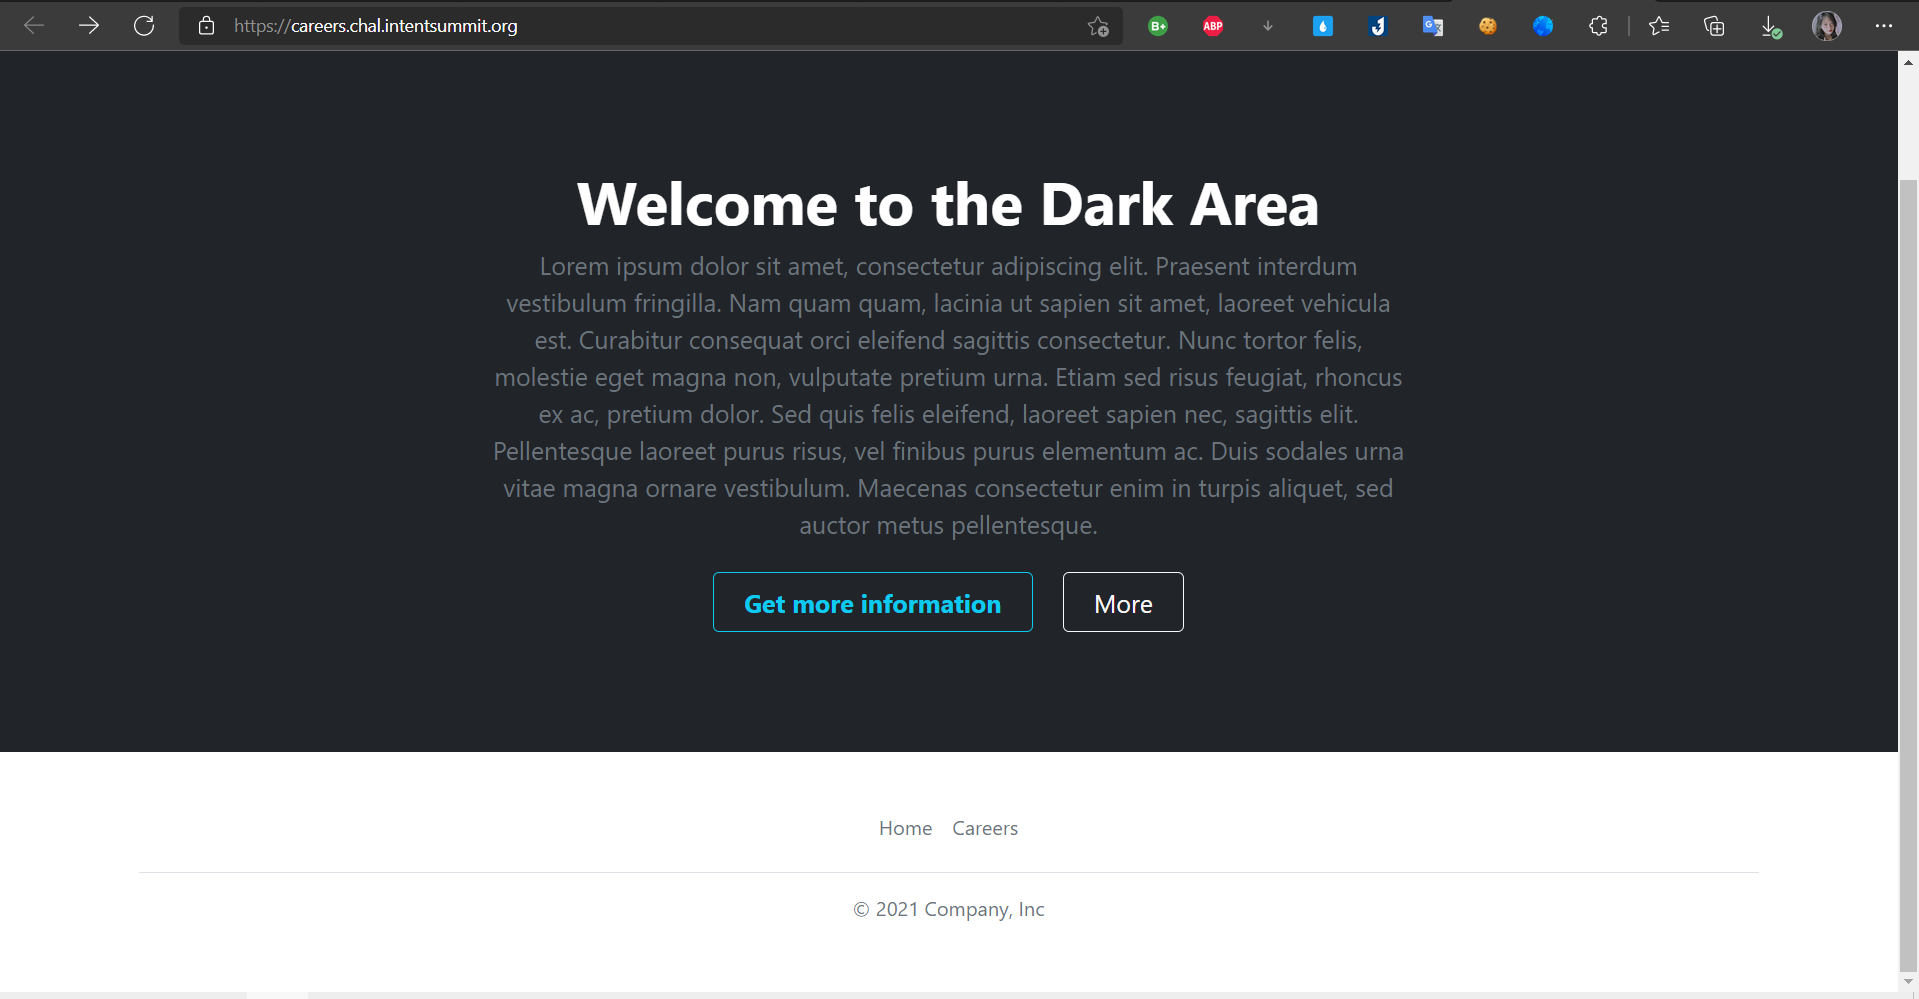 https://careers.chal.intentsummit.org
B+
ABP
G
Welcome to the Dark Area
Lorem ipsum dolor sit amet, consectetur adipiscing elit. Praesent interdum
vestibulum fringilla. Nam quam quam, lacinia ut sapien sit amet, laoreet vehicula
est. Curabitur consequat orci eleifend sagittis consectetur. Nunc tortor felis,
molestie eget magna non, vulputate pretium urna. Etiam sed risus feugiat, rhoncus
ex ac, pretium dolor. Sed quis felis eleifend, laoreet sapien nec, sagittis elit.
Pellentesque laoreet purus risus, vel finibus purus elementum ac. Duis sodales urna
vitae magna ornare vestibulum. Maecenas consectetur enim in turpis aliquet, sed
auctor metus pellentesque.
Get more information More
Home Careers
© 2021 Company, Inc